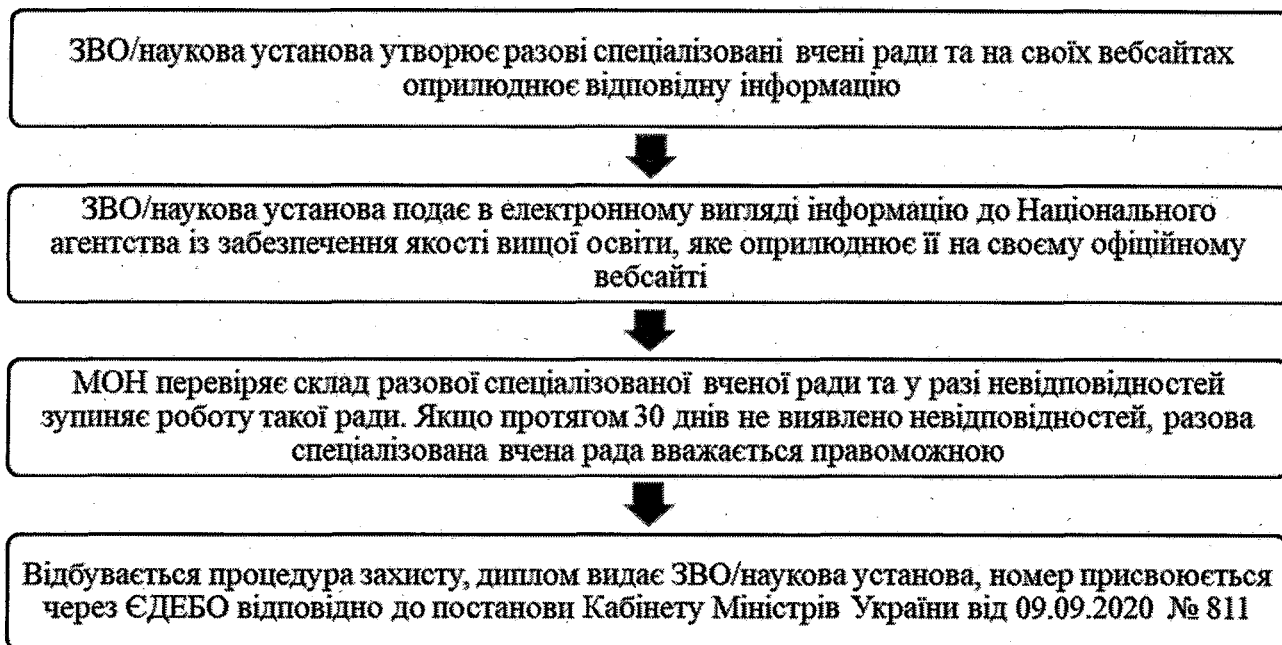 ЗВО/наукова установа утворює разові спеціалізовані вчені ради та на своїх вебсайтах
оприлюднює відповідну інформацію
ЗВО/наукова установа подає в електронному вигляді інформацію до Національного
агентства із забезпечення якості вищої освіти, яке оприлюднює її на своєму офіційному
вебсайті
МОН перевіряє склад разової спеціалізованої вченої ради та у разі невідповідностей
зупиняє роботу такої ради. Якщо протягом 30 днів не виявлено невідповідностей, разова
спеціалізована вчена рада вважається правоможною
Відбувається процедура захисту, диплом видає ЗВО/наукова установа, номер присвоюється
через ЄДЕБО відповідно до постанови Кабінету Міністрів України від 09.09.2020 № 811